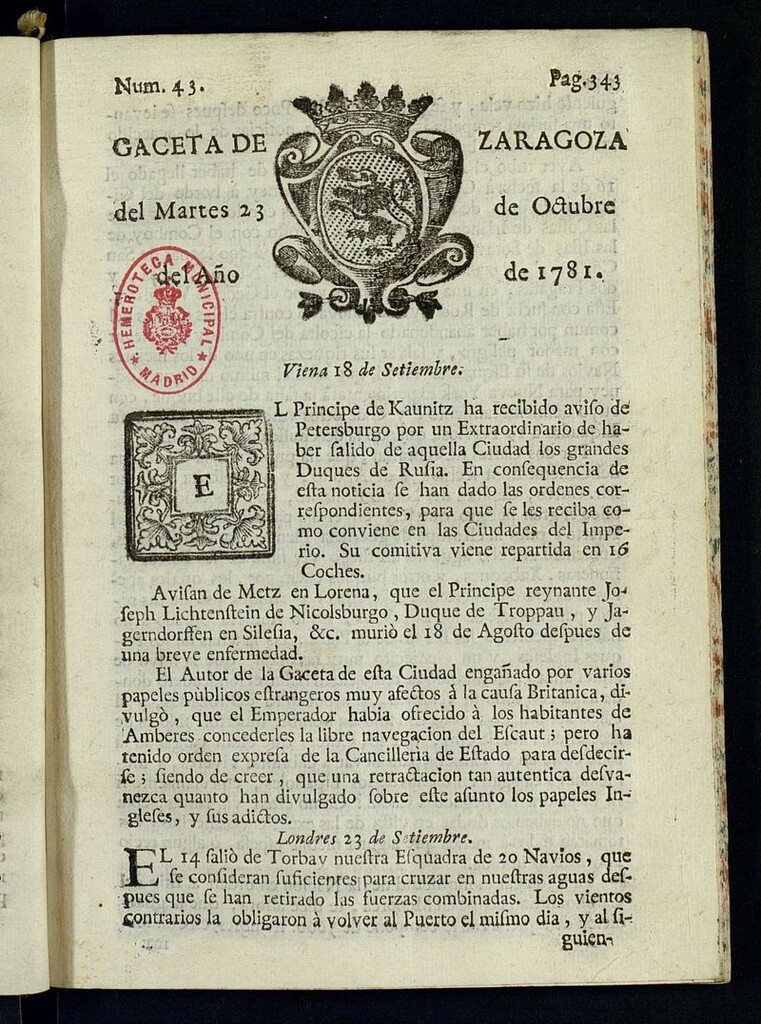 Num. 43.
Pag. 343
GACETA DE ZARAGOZA
del Martes 23 de Octubre
del Año de 1781.
HEMEROTECA MUNICIPAL
MADRID
Viena 18 de Setiembre.
EL Principe de Kaunitz ha recibido aviſo de
Petersburgo por un Extraordinario de ha-
ber ſalido de aquella Ciudad los grandes
Duques de Ruſia. En conſequencia de
eſta noticia ſe han dado las ordenes cor-
reſpondientes, para que ſe les reciba co-
mo conviene en las Ciudades del Impe-
rio. Su comitiva viene repartida en 16
Coches.
Aviſan de Metz en Lorena, que el Principe reynante Jo-
ſeph Lichtenſtein de Nicolsburgo, Duque de Troppau, y Ja-
gerndorffen en Sileſia, &c. murió el 18 de Agoſto deſpues de
una breve enfermedad.
El Autor de la Gaceta de eſta Ciudad engañado por varios
papeles pùblicos eſtrangeros muy afectos à la cauſa Britanica, di-
vulgò, que el Emperador habia ofrecido à los habitantes de
Amberes concederles la libre navegacion del Eſcaut; pero ha
tenido orden expreſa de la Cancillerìa de Eſtado para deſdecir-
ſe; ſiendo de creer, que una retractacion tan autentica deſva-
nezca quanto han divulgado ſobre eſte aſunto los papeles In-
gleſes, y ſus adictos.
Londres 23 de Setiembre.
EL 14 ſaliò de Torbay nueſtra Eſquadra de 20 Navios, que
ſe conſideran ſuficientes para cruzar en nueſtras aguas deſ-
pues que ſe han retirado las fuerzas combinadas. Los vientos
contrarios la obligaron à volver al Puerto el miſmo dia, y al ſi-
guien-